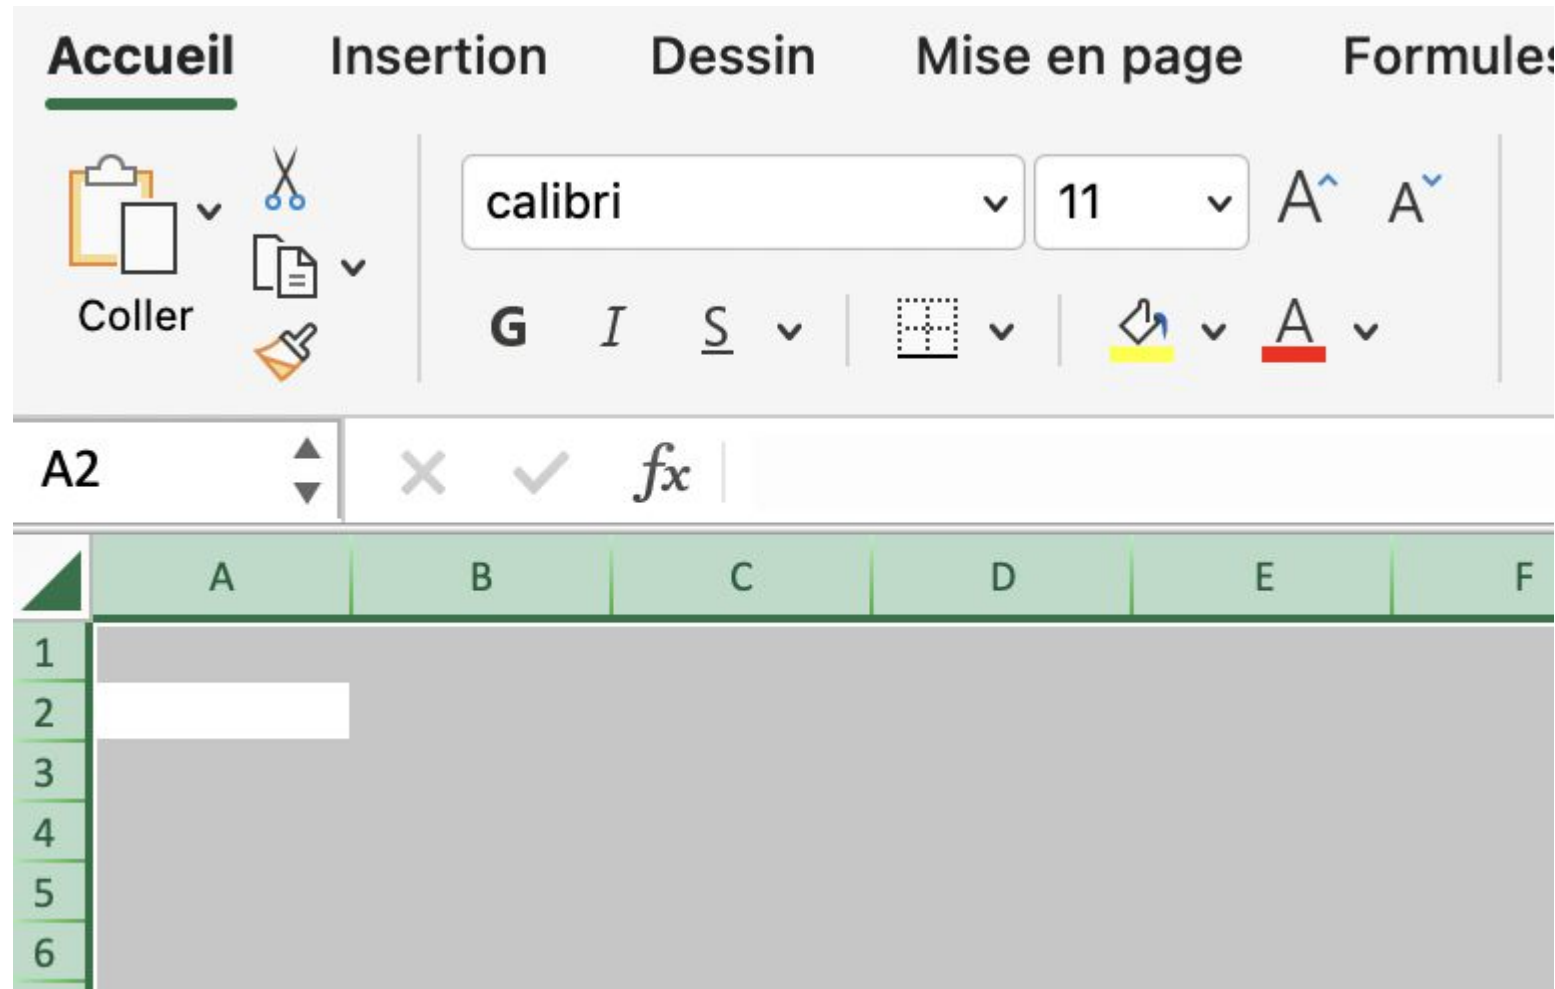 Accueil Insertion Dessin Mise en page Formules
calibri 11 A A
Coller
G I S A
A2 fx
A B C D E F
1
2
3
4
5
6